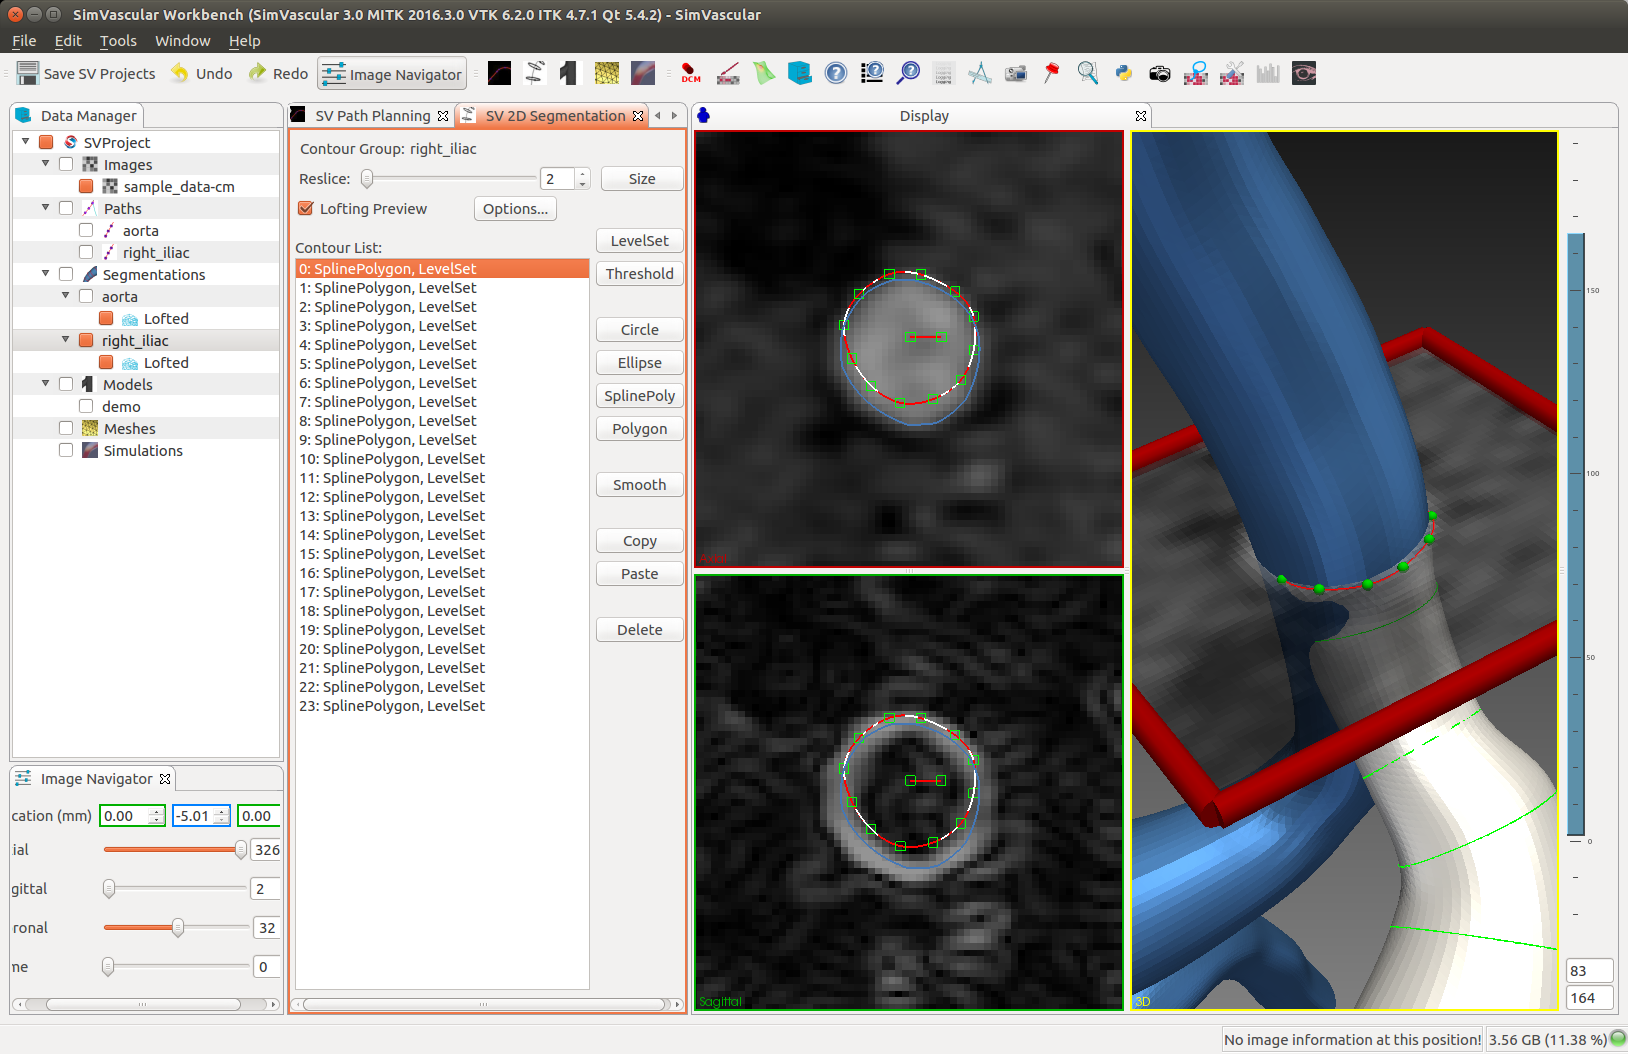 SimVascular Workbench (SimVascular 3.0 MITK 2016.3.0 VTK 6.2.0 ITK 4.7.1 Qt 5.4.2) - SimVascular
File Edit Tools Window Help
Save SV Projects Undo Redo Image Navigator DCM
Data Manager
SVProject
Images
sample_data-cm
Paths
aorta
right_iliac
Segmentations
aorta
Lofted
right_iliac
Lofted
Models
demo
Meshes
Simulations
Image Navigator
cation (mm) 0.00 -5.01 0.00
ial 326
gittal 2
ronal 32
ne 0
SV Path Planning SV 2D Segmentation
Contour Group: right_iliac
Reslice: 2 Size
Lofting Preview Options...
Contour List:
0: SplinePolygon, LevelSet
1: SplinePolygon, LevelSet
2: SplinePolygon, LevelSet
3: SplinePolygon, LevelSet
4: SplinePolygon, LevelSet
5: SplinePolygon, LevelSet
6: SplinePolygon, LevelSet
7: SplinePolygon, LevelSet
8: SplinePolygon, LevelSet
9: SplinePolygon, LevelSet
10: SplinePolygon, LevelSet
11: SplinePolygon, LevelSet
12: SplinePolygon, LevelSet
13: SplinePolygon, LevelSet
14: SplinePolygon, LevelSet
15: SplinePolygon, LevelSet
16: SplinePolygon, LevelSet
17: SplinePolygon, LevelSet
18: SplinePolygon, LevelSet
19: SplinePolygon, LevelSet
20: SplinePolygon, LevelSet
21: SplinePolygon, LevelSet
22: SplinePolygon, LevelSet
23: SplinePolygon, LevelSet
LevelSet
Threshold
Circle
Ellipse
SplinePoly
Polygon
Smooth
Copy
Paste
Delete
Display
Axial
Sagittal
3D
150
100
50
0
83
164
No image information at this position! 3.56 GB (11.38 %)